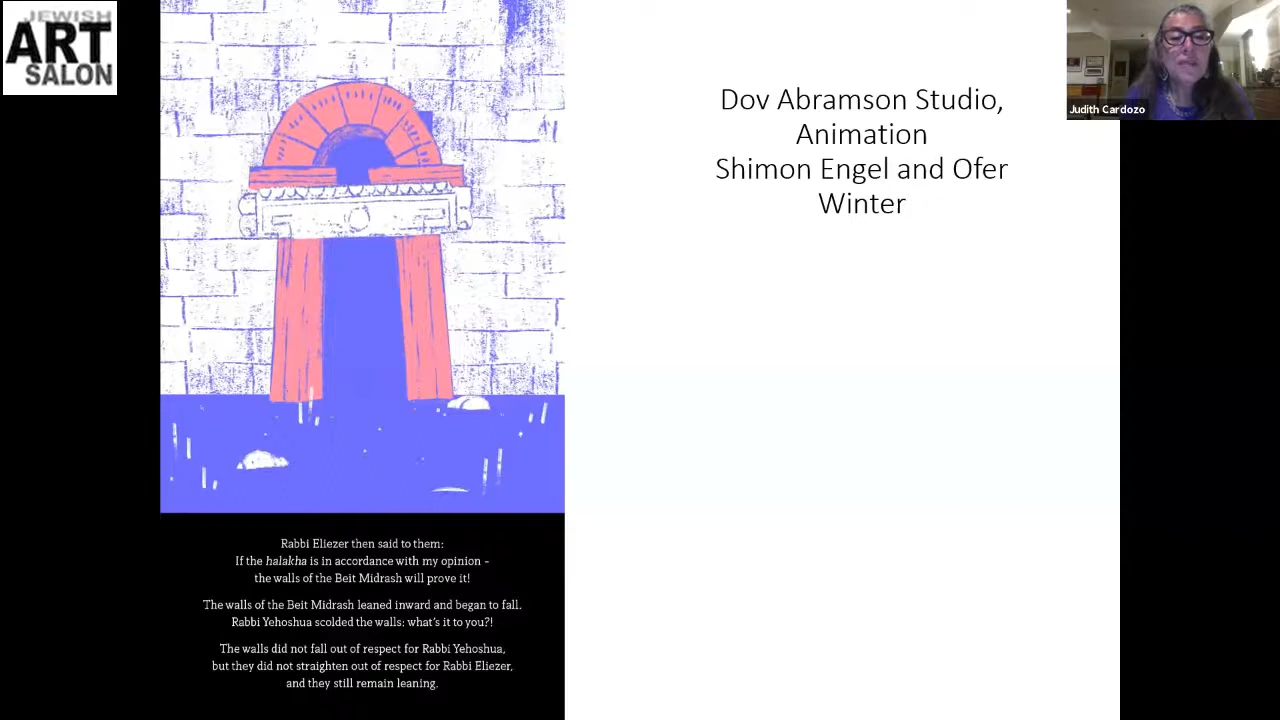 JEWISH
ART
SALON
Dov Abramson Studio,
Animation
Shimon Engel and Ofer
Winter
Judith Cardozo
Rabbi Eliezer then said to them:
If the halakha is in accordance with my opinion –
the walls of the Beit Midrash will prove it!
The walls of the Beit Midrash leaned inward and began to fall.
Rabbi Yehoshua scolded the walls: what's it to you?!
The walls did not fall out of respect for Rabbi Yehoshua,
but they did not straighten out of respect for Rabbi Eliezer,
and they still remain leaning.